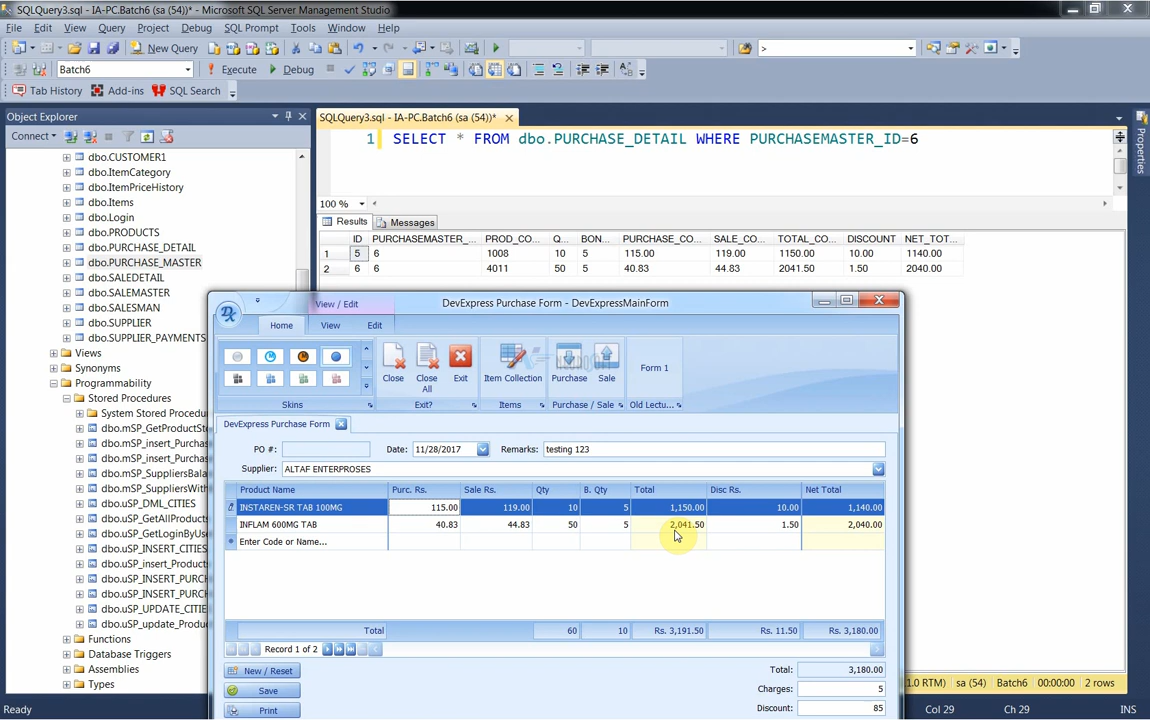 SQLQuery3.sql - IA-PC.Batch6 (sa (54))* - Microsoft SQL Server Management Studio
File Edit View Query Project Debug SQL Prompt Tools Window Help
New Query >
Batch6 Execute Debug
Tab History Add-ins SQL Search
Object Explorer
SQLQuery3.sql - IA-PC.Batch6 (sa (54))*
Connect
1 SELECT * FROM dbo.PURCHASE_DETAIL WHERE PURCHASEMASTER_ID=6
dbo.CUSTOMER1
dbo.ItemCategory
dbo.ItemPriceHistory
dbo.Items
dbo.Login
dbo.PRODUCTS
dbo.PURCHASE_DETAIL
dbo.PURCHASE_MASTER
dbo.SALEDETAIL
dbo.SALEMASTER
dbo.SALESMAN
dbo.SUPPLIER
dbo.SUPPLIER_PAYMENTS
Views
Synonyms
Programmability
Stored Procedures
System Stored Procedu
dbo.mSP_GetProductSto
dbo.mSP_insert_Purchas
dbo.mSP_insert_Purchas
dbo.mSP_SuppliersBala
dbo.mSP_SuppliersWith
dbo.uSP_DML_CITIES
dbo.uSP_GetAllProducts
dbo.uSP_GetLoginByUse
dbo.uSP_INSERT_CITIES
dbo.uSP_insert_Products
dbo.uSP_INSERT_PURCH
dbo.uSP_INSERT_PURCH
dbo.uSP_UPDATE_CITIE
dbo.uSP_update_Produc
Functions
Database Triggers
Assemblies
Types
100 %
Results Messages
ID PURCHASEMASTER_... PROD_CO... Q... BON... PURCHASE_CO... SALE_CO... TOTAL_CO... DISCOUNT NET_TOT...
1 5 6 1008 10 5 115.00 119.00 1150.00 10.00 1140.00
2 6 6 4011 50 5 40.83 44.83 2041.50 1.50 2040.00
Properties
View / Edit DevExpress Purchase Form - DevExpressMainForm
Home View Edit
Close Close All Exit Item Collection Purchase Sale Form 1
Skins Exit? Items Purchase / Sale Old Lectu...
DevExpress Purchase Form
PO #: Date: 11/28/2017 Remarks: testing 123
Supplier: ALTAF ENTERPROSES
Product Name Purc. Rs. Sale Rs. Qty B. Qty Total Disc Rs. Net Total
INSTAREN-SR TAB 100MG 115.00 119.00 10 5 1,150.00 10.00 1,140.00
INFLAM 600MG TAB 40.83 44.83 50 5 2,041.50 1.50 2,040.00
Enter Code or Name...
Total 60 10 Rs. 3,191.50 Rs. 11.50 Rs. 3,180.00
Record 1 of 2
New / Reset Total: 3,180.00
Save Charges: 5
Print Discount: 85
1.0 RTM) sa (54) Batch6 00:00:00 2 rows
Ready Col 29 Ch 29 INS